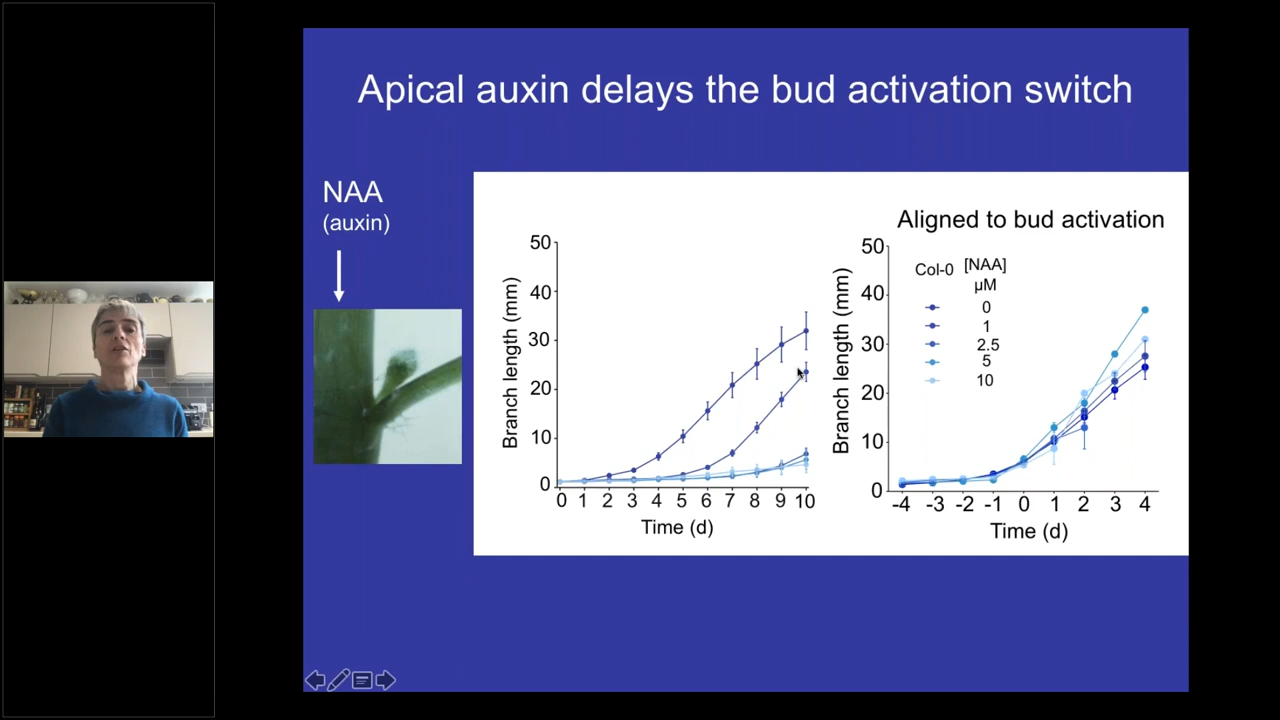 Apical auxin delays the bud activation switch
NAA
(auxin)
Branch length (mm)
50
40
30
20
10
0
0 1 2 3 4 5 6 7 8 9 10
Time (d)
Aligned to bud activation
Branch length (mm)
50
40
30
20
10
0
Col-0 [NAA]
µM
0
1
2.5
5
10
-4 -3 -2 -1 0 1 2 3 4
Time (d)